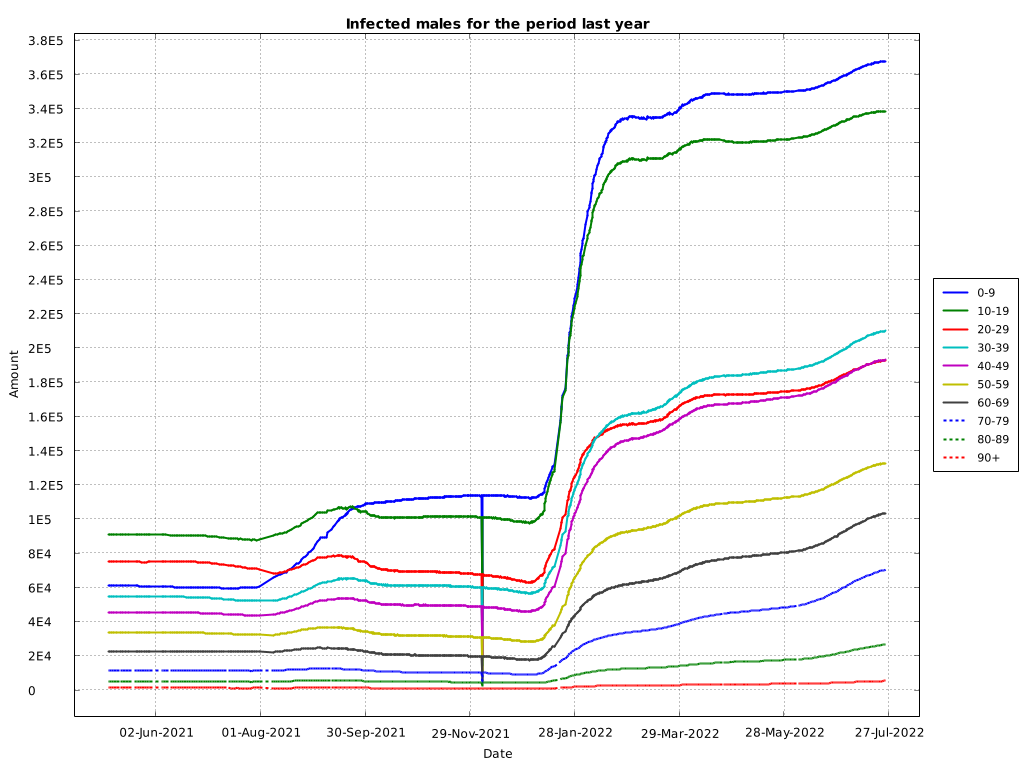 Infected males for the period last year
3.8E5
3.6E5
3.4E5
3.2E5
3E5
2.8E5
2.6E5
2.4E5
2.2E5
2E5
1.8E5
1.6E5
1.4E5
1.2E5
1E5
8E4
6E4
4E4
2E4
0
Amount
02-Jun-2021 01-Aug-2021 30-Sep-2021 29-Nov-2021 28-Jan-2022 29-Mar-2022 28-May-2022 27-Jul-2022
Date
0-9
10-19
20-29
30-39
40-49
50-59
60-69
70-79
80-89
90+